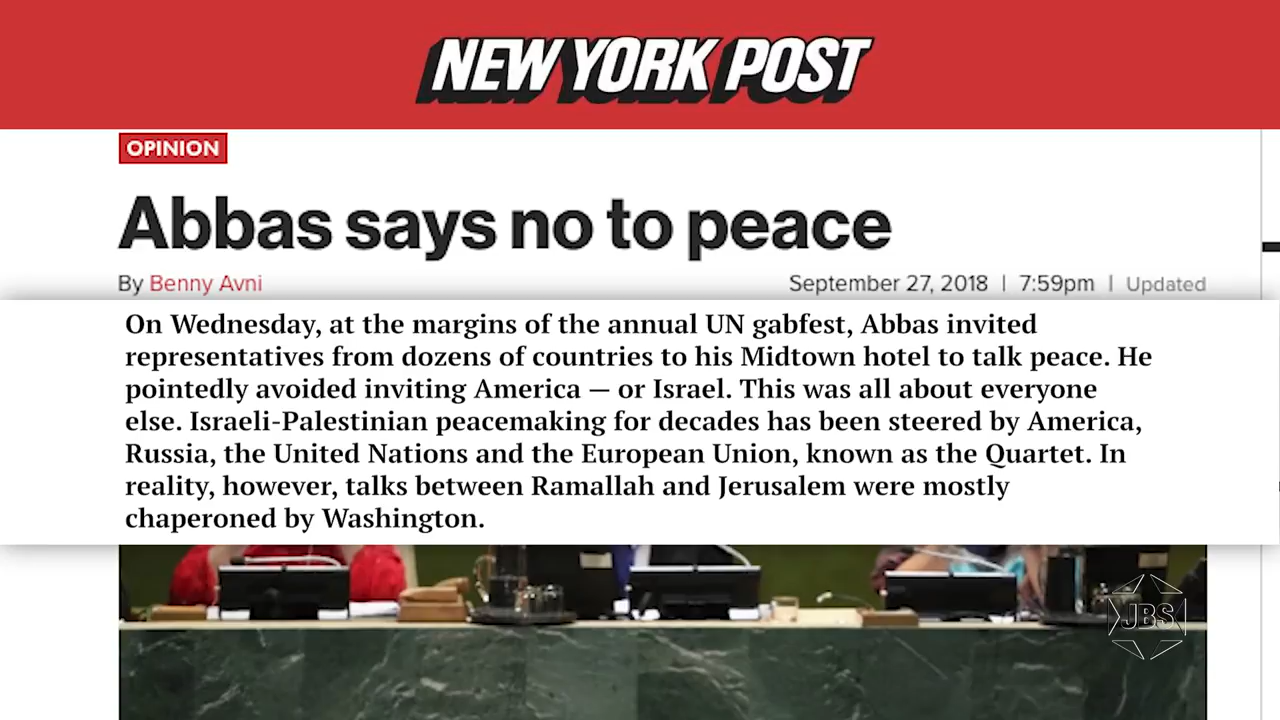 NEW YORK POST
OPINION
Abbas says no to peace
By Benny Avni
September 27, 2018 | 7:59pm | Updated
On Wednesday, at the margins of the annual UN gabfest, Abbas invited
representatives from dozens of countries to his Midtown hotel to talk peace. He
pointedly avoided inviting America — or Israel. This was all about everyone
else. Israeli-Palestinian peacemaking for decades has been steered by America,
Russia, the United Nations and the European Union, known as the Quartet. In
reality, however, talks between Ramallah and Jerusalem were mostly
chaperoned by Washington.
JBS